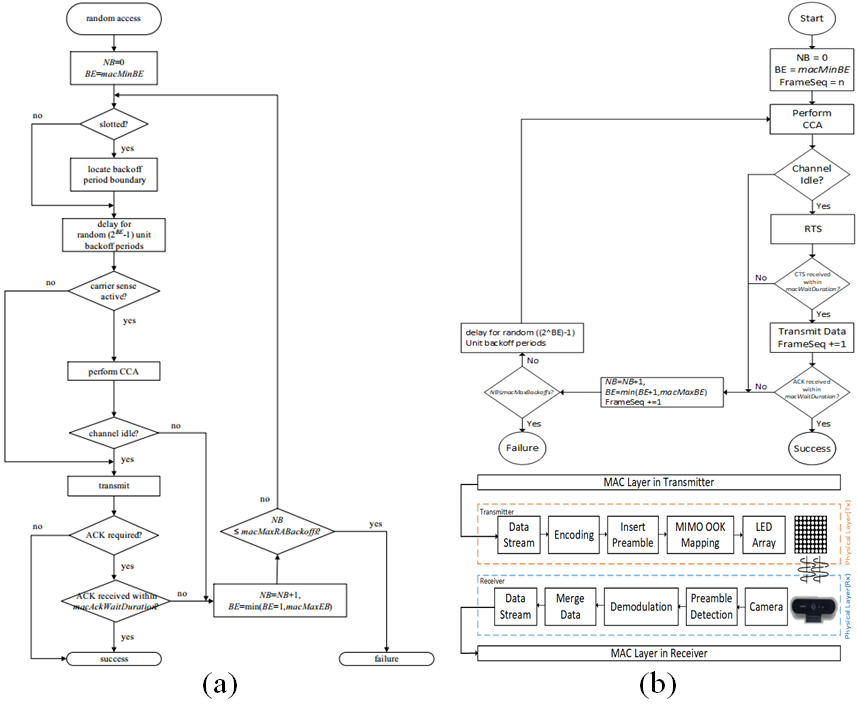 random access
NB=0
BE=macMinBE
no
slotted?
yes
locate backoff
period boundary
delay for
random (2^BE-1) unit
backoff periods
no
carrier sense
active?
yes
perform CCA
channel idle?
no
yes
transmit
no
ACK required?
yes
ACK received within
macAckWaitDuration?
no
yes
success
NB=NB+1,
BE=min(BE=1,macMaxEB)
no
NB
≤ macMaxRABackoffs?
yes
failure
(a)
Start
NB = 0
BE = macMinBE
FrameSeq = n
Perform
CCA
Channel
Idle?
Yes
RTS
No
CTS received
within
macWaitDuration?
Yes
Transmit Data
FrameSeq +=1
No
ACK received
within
macWaitDuration?
Yes
Success
NB=NB+1,
BE=min(BE+1,macMaxBE)
FrameSeq +=1
delay for random ((2^BE)-1)
Unit backoff periods
No
NB≤macMaxBackoffs?
Yes
Failure
MAC Layer in Transmitter
Transmitter
Data
Stream
Encoding
Insert
Preamble
MIMO OOK
Mapping
LED
Array
Physical Layer(Tx)
Receiver
Data
Stream
Merge
Data
Demodulation
Preamble
Detection
Camera
Physical Layer(Rx)
MAC Layer in Receiver
(b)